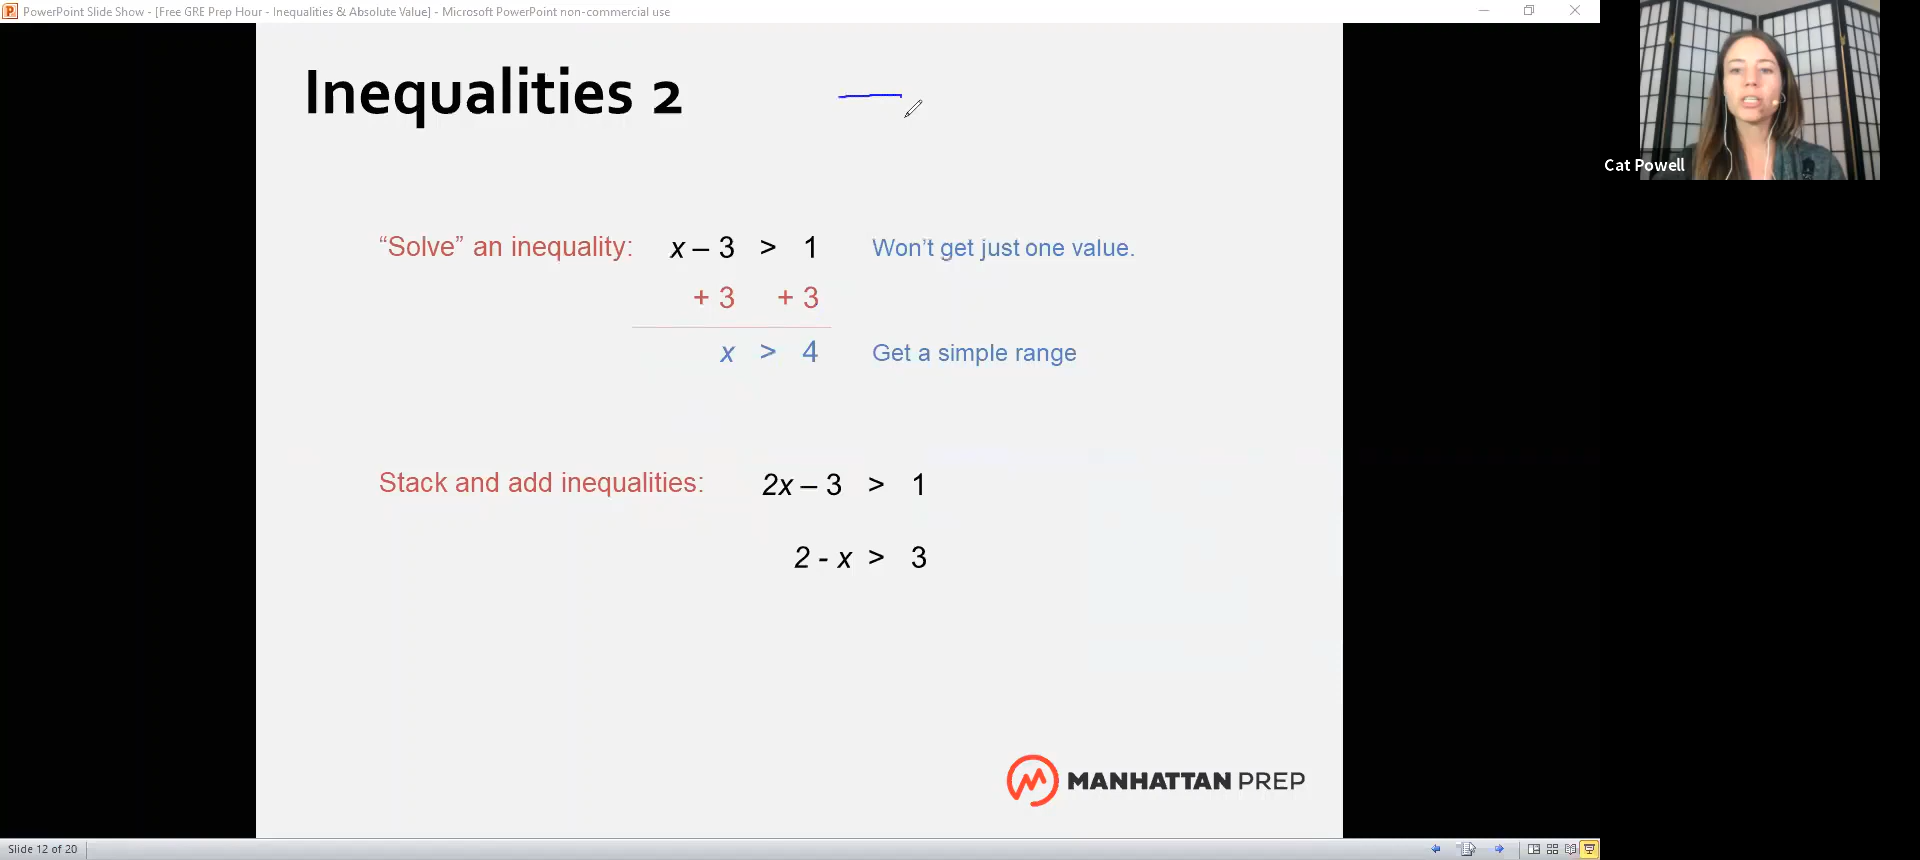 PowerPoint Slide Show - [Free GRE Prep Hour - Inequalities & Absolute Value] - Microsoft PowerPoint non-commercial use
Inequalities 2
Cat Powell
“Solve” an inequality: x – 3 > 1 Won’t get just one value.
+ 3 + 3
x > 4 Get a simple range
Stack and add inequalities: 2x – 3 > 1
2 - x > 3
MANHATTAN PREP
Slide 12 of 20